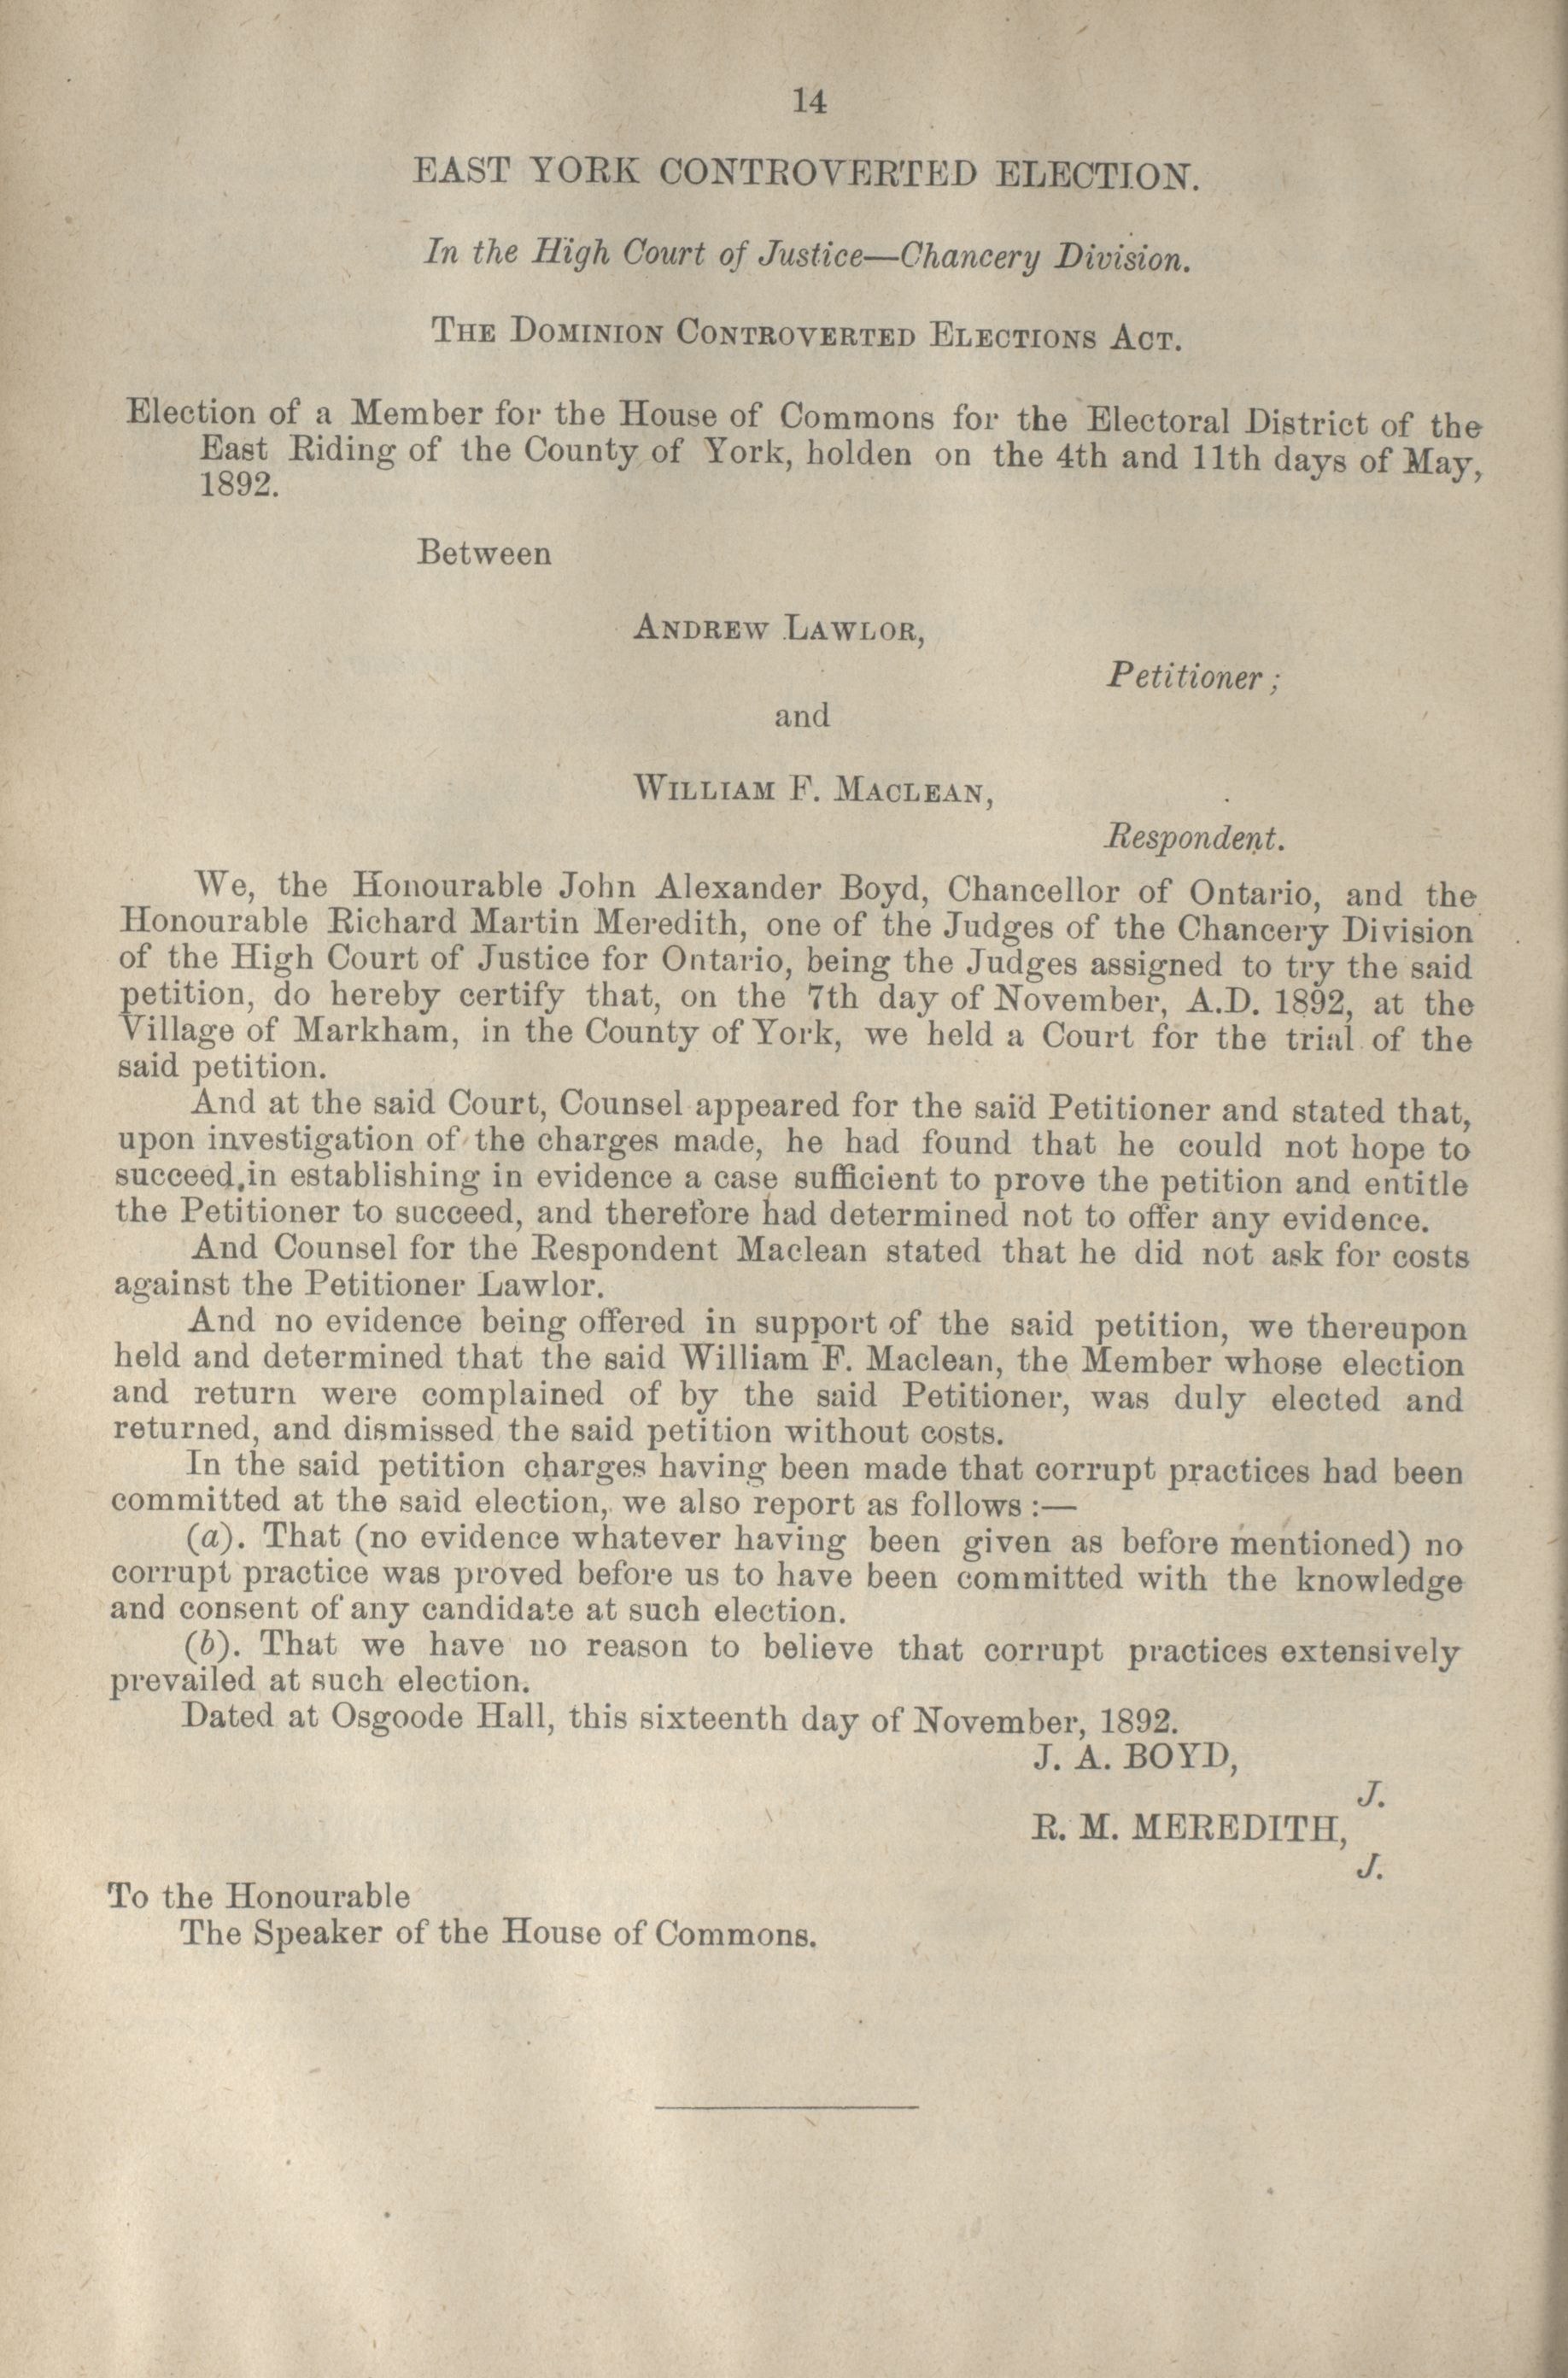 14
EAST YORK CONTROVERTED ELECTION.
In the High Court of Justice—Chancery Division.
THE DOMINION CONTROVERTED ELECTIONS ACT.
Election of a Member for the House of Commons for the Electoral District of the
East Riding of the County of York, holden on the 4th and 11th days of May,
1892.
Between
ANDREW LAWLOR,
Petitioner ;
and
WILLIAM F. MACLEAN,
Respondent.
We, the Honourable John Alexander Boyd, Chancellor of Ontario, and the
Honourable Richard Martin Meredith, one of the Judges of the Chancery Division
of the High Court of Justice for Ontario, being the Judges assigned to try the said
petition, do hereby certify that, on the 7th day of November, A.D. 1892, at the
Village of Markham, in the County of York, we held a Court for the trial of the
said petition.
And at the said Court, Counsel appeared for the said Petitioner and stated that,
upon investigation of the charges made, he had found that he could not hope to
succeed in establishing in evidence a case sufficient to prove the petition and entitle
the Petitioner to succeed, and therefore had determined not to offer any evidence.
And Counsel for the Respondent Maclean stated that he did not ask for costs
against the Petitioner Lawlor.
And no evidence being offered in support of the said petition, we thereupon
held and determined that the said William F. Maclean, the Member whose election
and return were complained of by the said Petitioner, was duly elected and
returned, and dismissed the said petition without costs.
In the said petition charges having been made that corrupt practices had been
committed at the said election, we also report as follows :—
(a). That (no evidence whatever having been given as before mentioned) no
corrupt practice was proved before us to have been committed with the knowledge
and consent of any candidate at such election.
(b). That we have no reason to believe that corrupt practices extensively
prevailed at such election.
Dated at Osgoode Hall, this sixteenth day of November, 1892.
J. A. BOYD,
J.
R. M. MEREDITH,
J.
To the Honourable
The Speaker of the House of Commons.